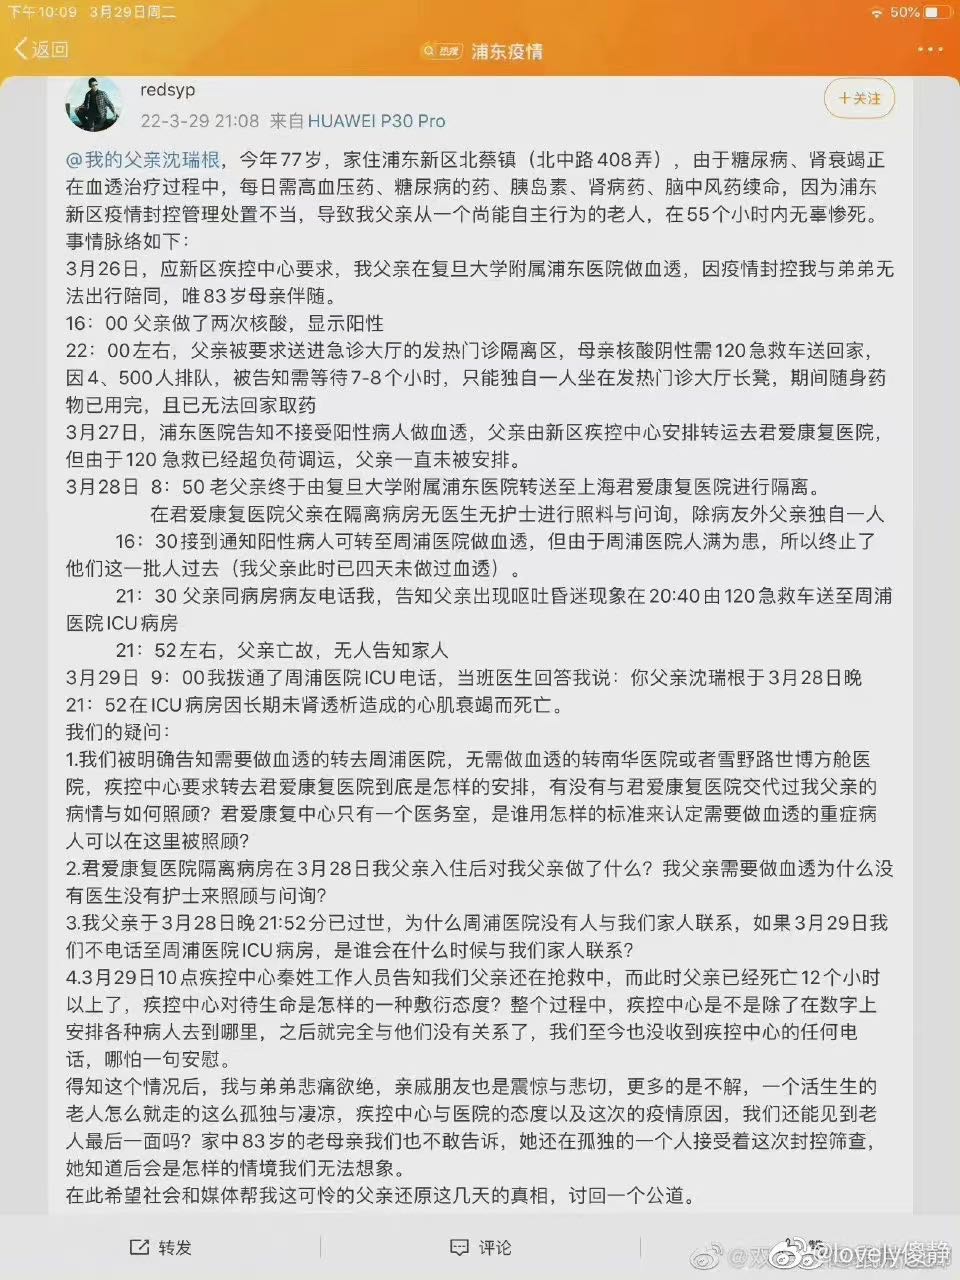 下午10:09 3月29日周二
50%
返回
热搜 浦东疫情
redsyp
22-3-29 21:08 来自HUAWEI P30 Pro
+关注
@我的父亲沈瑞根，今年77岁，家住浦东新区北蔡镇（北中路408弄），由于糖尿病、肾衰竭正
在血透治疗过程中，每日需高血压药、糖尿病的药、胰岛素、肾病药、脑中风药续命，因为浦东
新区疫情封控管理处置不当，导致我父亲从一个尚能自主行为的老人，在55个小时内无辜惨死。
事情脉络如下：
3月26日，应新区疾控中心要求，我父亲在复旦大学附属浦东医院做血透，因疫情封控我与弟弟无
法出行陪同，唯83岁母亲伴随。
16：00 父亲做了两次核酸，显示阳性
22：00左右，父亲被要求送进急诊大厅的发热门诊隔离区，母亲核酸阴性需120急救车送回家，
因4、500人排队，被告知需等待7-8个小时，只能独自一人坐在发热门诊大厅长凳，期间随身药
物已用完，且已无法回家取药
3月27日，浦东医院告知不接受阳性病人做血透，父亲由新区疾控中心安排转运去君爱康复医院，
但由于120 急救已经超负荷调运，父亲一直未被安排。
3月28日 8：50 老父亲终于由复旦大学附属浦东医院转送至上海君爱康复医院进行隔离。
在君爱康复医院父亲在隔离病房无医生无护士进行照料与问询，除病友外父亲独自一人
16：30接到通知阳性病人可转至周浦医院做血透，但由于周浦医院人满为患，所以终止了
他们这一批人过去（我父亲此时已四天未做过血透）。
21：30 父亲同病房病友电话我，告知父亲出现呕吐昏迷现象在20:40由120急救车送至周浦
医院ICU病房
21：52左右，父亲亡故，无人告知家人
3月29日 9：00我拨通了周浦医院ICU电话，当班医生回答我说：你父亲沈瑞根于3月28日晚
21：52在ICU病房因长期未肾透析造成的心肌衰竭而死亡。
我们的疑问：
1.我们被明确告知需要做血透的转去周浦医院，无需做血透的转南华医院或者雪野路世博方舱医
院，疾控中心要求转去君爱康复医院到底是怎样的安排，有没有与君爱康复医院交代过我父亲的
病情与如何照顾？君爱康复中心只有一个医务室，是谁用怎样的标准来认定需要做血透的重症病
人可以在这里被照顾？
2.君爱康复医院隔离病房在3月28日我父亲入住后对我父亲做了什么？我父亲需要做血透为什么没
有医生没有护士来照顾与问询？
3.我父亲于3月28日晚21:52分已过世，为什么周浦医院没有人与我们家人联系，如果3月29日我
们不电话至周浦医院ICU病房，是谁会在什么时候与我们家人联系？
4.3月29日10点疾控中心秦姓工作人员告知我们父亲还在抢救中，而此时父亲已经死亡12个小时
以上了，疾控中心对待生命是怎样的一种敷衍态度？整个过程中，疾控中心是不是除了在数字上
安排各种病人去到哪里，之后就完全与他们没有关系了，我们至今也没收到疾控中心的任何电
话，哪怕一句安慰。
得知这个情况后，我与弟弟悲痛欲绝，亲戚朋友也是震惊与悲切，更多的是不解，一个活生生的
老人怎么就走的这么孤独与凄凉，疾控中心与医院的态度以及这次的疫情原因，我们还能见到老
人最后一面吗？家中83岁的老母亲我们也不敢告诉，她还在孤独的一个人接受着这次封控筛查，
她知道后会是怎样的情境我们无法想象。
在此希望社会和媒体帮我这可怜的父亲还原这几天的真相，讨回一个公道。
转发
评论
@lovely傻静